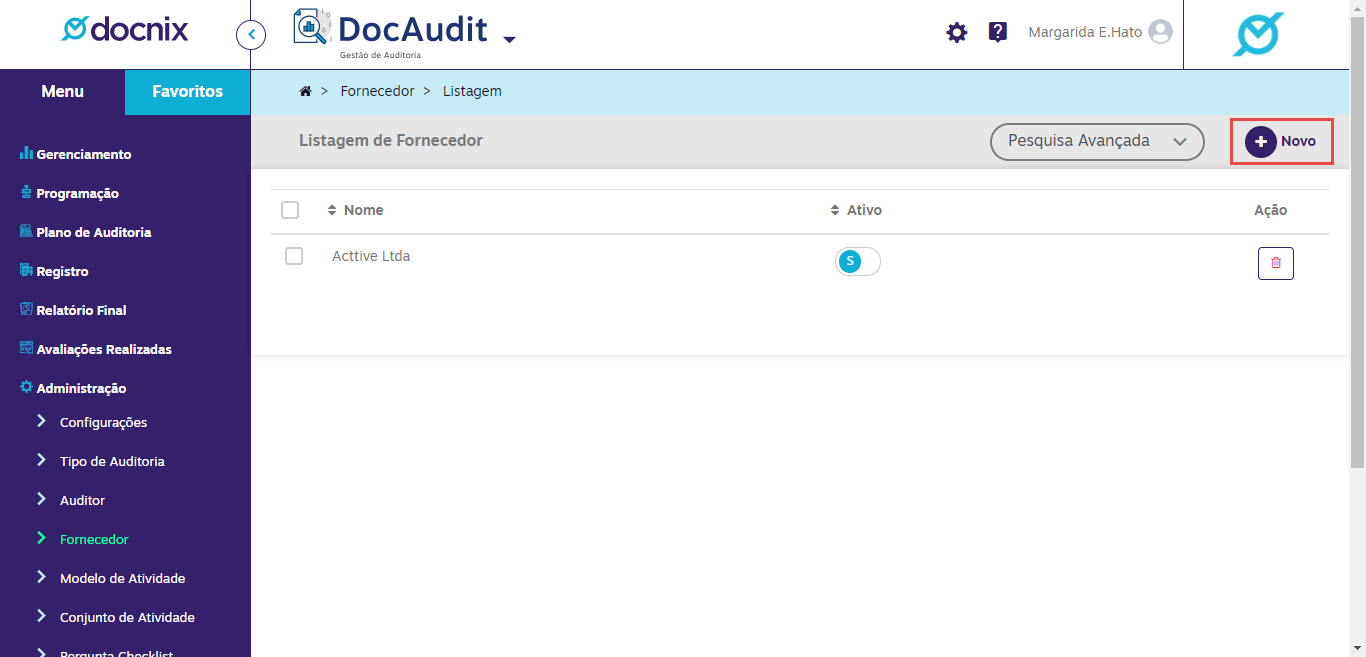 docnix
DocAudit
Gestão de Auditoria
Margarida E.Hato
Menu
Favoritos
> Fornecedor > Listagem
Listagem de Fornecedor
Pesquisa Avançada
Novo
Gerenciamento
Programação
Plano de Auditoria
Registro
Relatório Final
Avaliações Realizadas
Administração
Configurações
Tipo de Auditoria
Auditor
Fornecedor
Modelo de Atividade
Conjunto de Atividade
Pergunta Checklist
Nome Ativo Ação
Acttive Ltda S